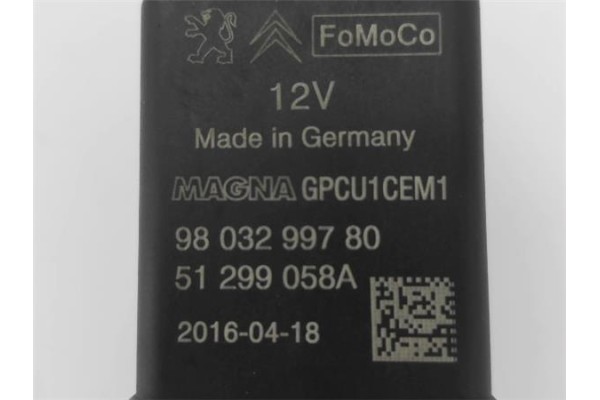 FoMoCo
12V
Made in Germany
MAGNA GPCU1CEM1
98 032 997 80
51 299 058A
2016-04-18